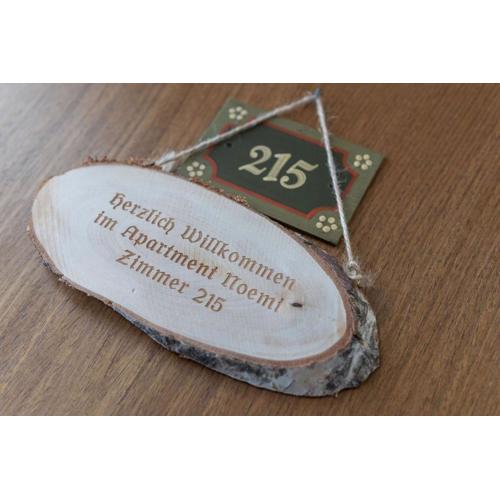 215
Herzlich Willkommen
im Apartment Noemi
Zimmer 215